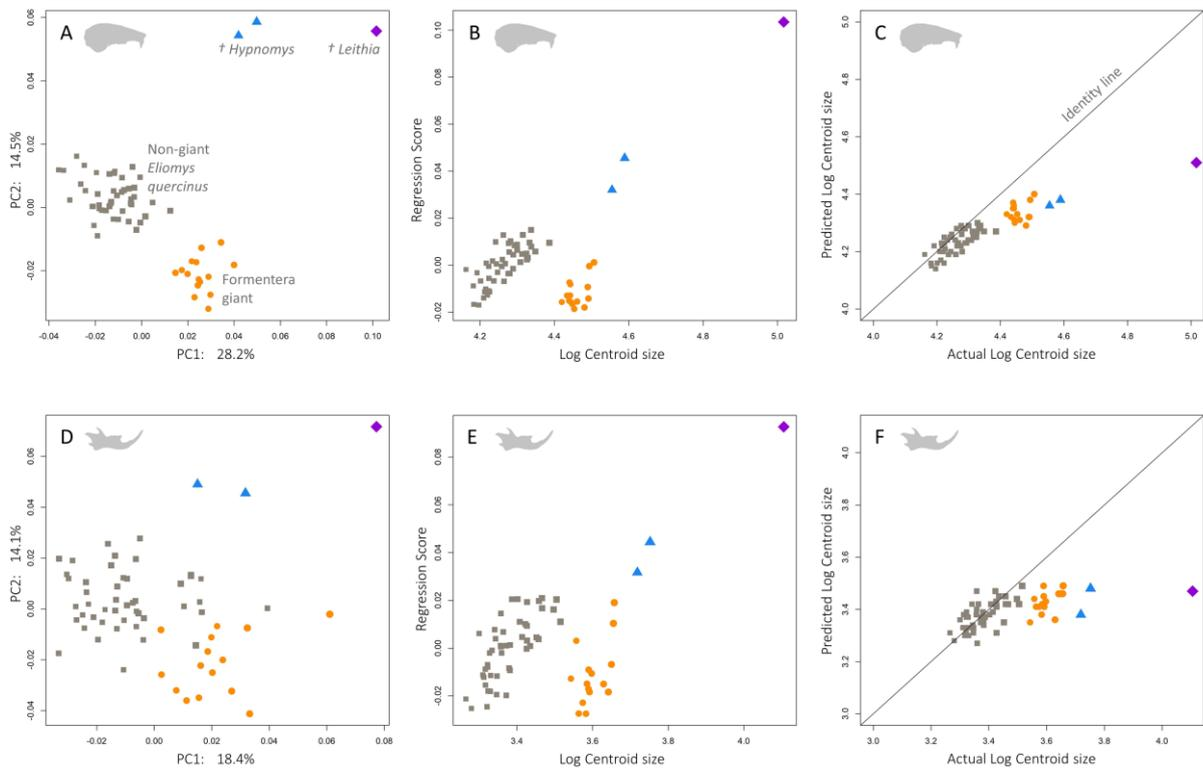 A
† Hypnomys
† Leithia
Non-giant
Eliomys
quercinus
Formentera
giant
PC2: 14.5%
0.06
0.04
0.02
0.00
-0.02
-0.04 -0.02 0.00 0.02 0.04 0.06 0.08 0.10
PC1: 28.2%
B
Regression Score
0.10
0.08
0.06
0.04
0.02
0.00
-0.02
4.2 4.4 4.6 4.8 5.0
Log Centroid size
C
Identity line
Predicted Log Centroid size
5.0
4.8
4.6
4.4
4.2
4.0
4.0 4.2 4.4 4.6 4.8 5.0
Actual Log Centroid size
D
PC2: 14.1%
0.06
0.04
0.02
0.00
-0.02
-0.04
-0.02 0.00 0.02 0.04 0.06 0.08
PC1: 18.4%
E
Regression Score
0.08
0.06
0.04
0.02
0.00
-0.02
3.4 3.6 3.8 4.0
Log Centroid size
F
Predicted Log Centroid size
4.0
3.8
3.6
3.4
3.2
3.0
3.0 3.2 3.4 3.6 3.8 4.0
Actual Log Centroid size